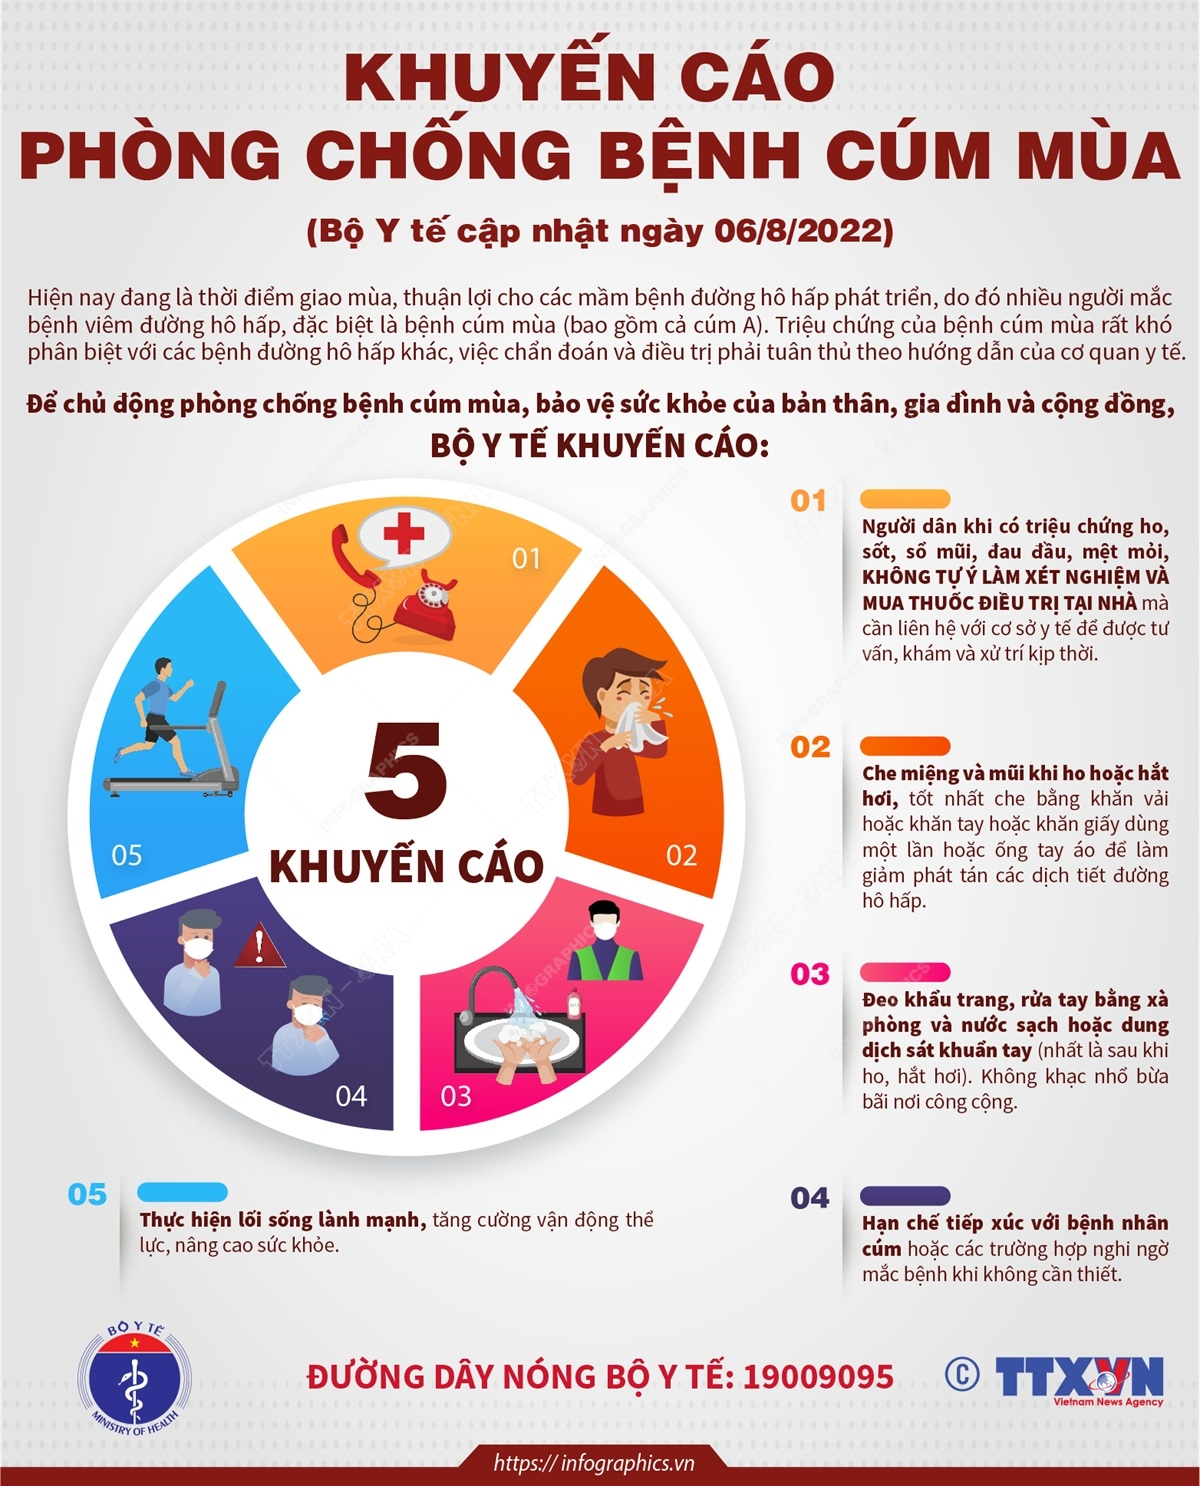 KHUYẾN CÁO
PHÒNG CHỐNG BỆNH CÚM MÙA
(Bộ Y tế cập nhật ngày 06/8/2022)
Hiện nay đang là thời điểm giao mùa, thuận lợi cho các mầm bệnh đường hô hấp phát triển, do đó nhiều người mắc
bệnh viêm đường hô hấp, đặc biệt là bệnh cúm mùa (bao gồm cả cúm A). Triệu chứng của bệnh cúm mùa rất khó
phân biệt với các bệnh đường hô hấp khác, việc chẩn đoán và điều trị phải tuân thủ theo hướng dẫn của cơ quan y tế.
Để chủ động phòng chống bệnh cúm mùa, bảo vệ sức khỏe của bản thân, gia đình và cộng đồng,
BỘ Y TẾ KHUYẾN CÁO:
01
02
03
04
05
5
KHUYẾN CÁO
01
Người dân khi có triệu chứng ho,
sốt, sổ mũi, đau đầu, mệt mỏi,
KHÔNG TỰ Ý LÀM XÉT NGHIỆM VÀ
MUA THUỐC ĐIỀU TRỊ TẠI NHÀ mà
cần liên hệ với cơ sở y tế để được tư
vấn, khám và xử trí kịp thời.
02
Che miệng và mũi khi ho hoặc hắt
hơi, tốt nhất che bằng khăn vải
hoặc khăn tay hoặc khăn giấy dùng
một lần hoặc ống tay áo để làm
giảm phát tán các dịch tiết đường
hô hấp.
03
Đeo khẩu trang, rửa tay bằng xà
phòng và nước sạch hoặc dung
dịch sát khuẩn tay (nhất là sau khi
ho, hắt hơi). Không khạc nhổ bừa
bãi nơi công cộng.
04
Hạn chế tiếp xúc với bệnh nhân
cúm hoặc các trường hợp nghi ngờ
mắc bệnh khi không cần thiết.
05
Thực hiện lối sống lành mạnh, tăng cường vận động thể
lực, nâng cao sức khỏe.
BỘ Y TẾ
MINISTRY OF HEALTH
ĐƯỜNG DÂY NÓNG BỘ Y TẾ: 19009095
© TTXVN
Vietnam News Agency
https:// infographics.vn